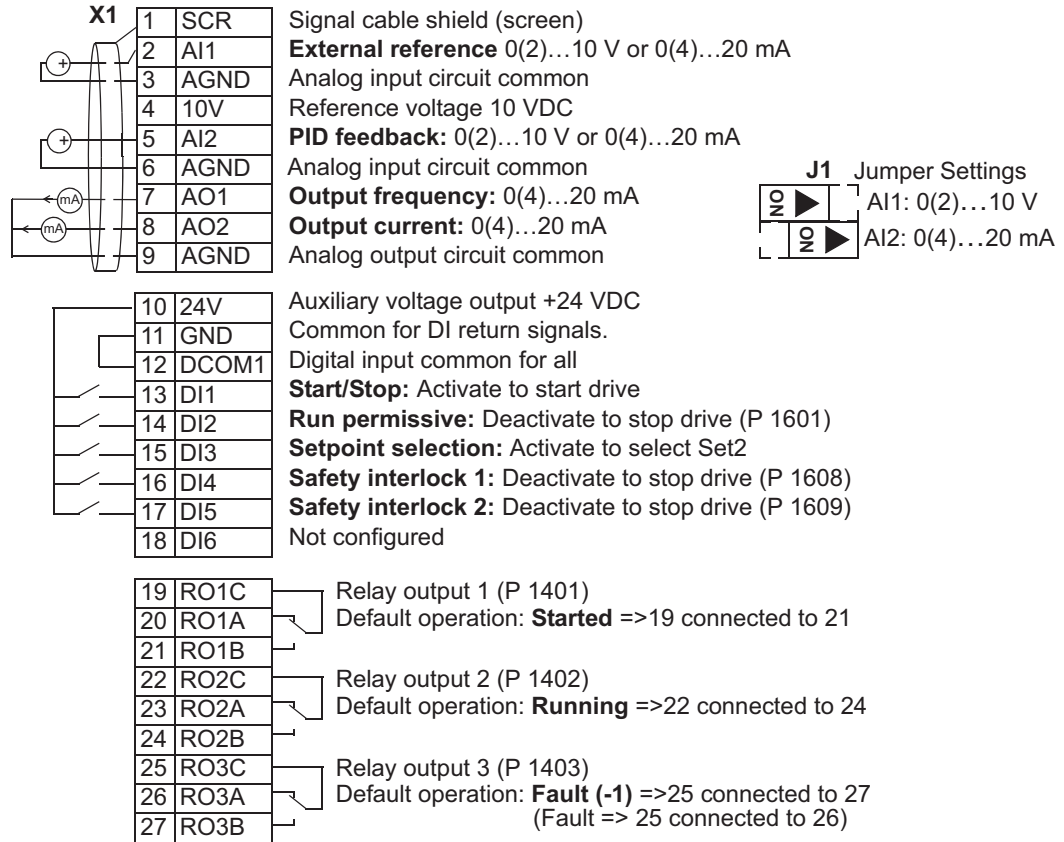 X1
1 SCR Signal cable shield (screen)
2 AI1 External reference 0(2)…10 V or 0(4)…20 mA
3 AGND Analog input circuit common
4 10V Reference voltage 10 VDC
5 AI2 PID feedback: 0(2)…10 V or 0(4)…20 mA
6 AGND Analog input circuit common
7 AO1 Output frequency: 0(4)…20 mA
8 AO2 Output current: 0(4)…20 mA
9 AGND Analog output circuit common
+
+
mA
mA
J1 Jumper Settings
ON AI1: 0(2)…10 V
ON AI2: 0(4)…20 mA
10 24V Auxiliary voltage output +24 VDC
11 GND Common for DI return signals.
12 DCOM1 Digital input common for all
13 DI1 Start/Stop: Activate to start drive
14 DI2 Run permissive: Deactivate to stop drive (P 1601)
15 DI3 Setpoint selection: Activate to select Set2
16 DI4 Safety interlock 1: Deactivate to stop drive (P 1608)
17 DI5 Safety interlock 2: Deactivate to stop drive (P 1609)
18 DI6 Not configured
19 RO1C Relay output 1 (P 1401)
20 RO1A Default operation: Started =>19 connected to 21
21 RO1B
22 RO2C Relay output 2 (P 1402)
23 RO2A Default operation: Running =>22 connected to 24
24 RO2B
25 RO3C Relay output 3 (P 1403)
26 RO3A Default operation: Fault (-1) =>25 connected to 27
27 RO3B (Fault => 25 connected to 26)